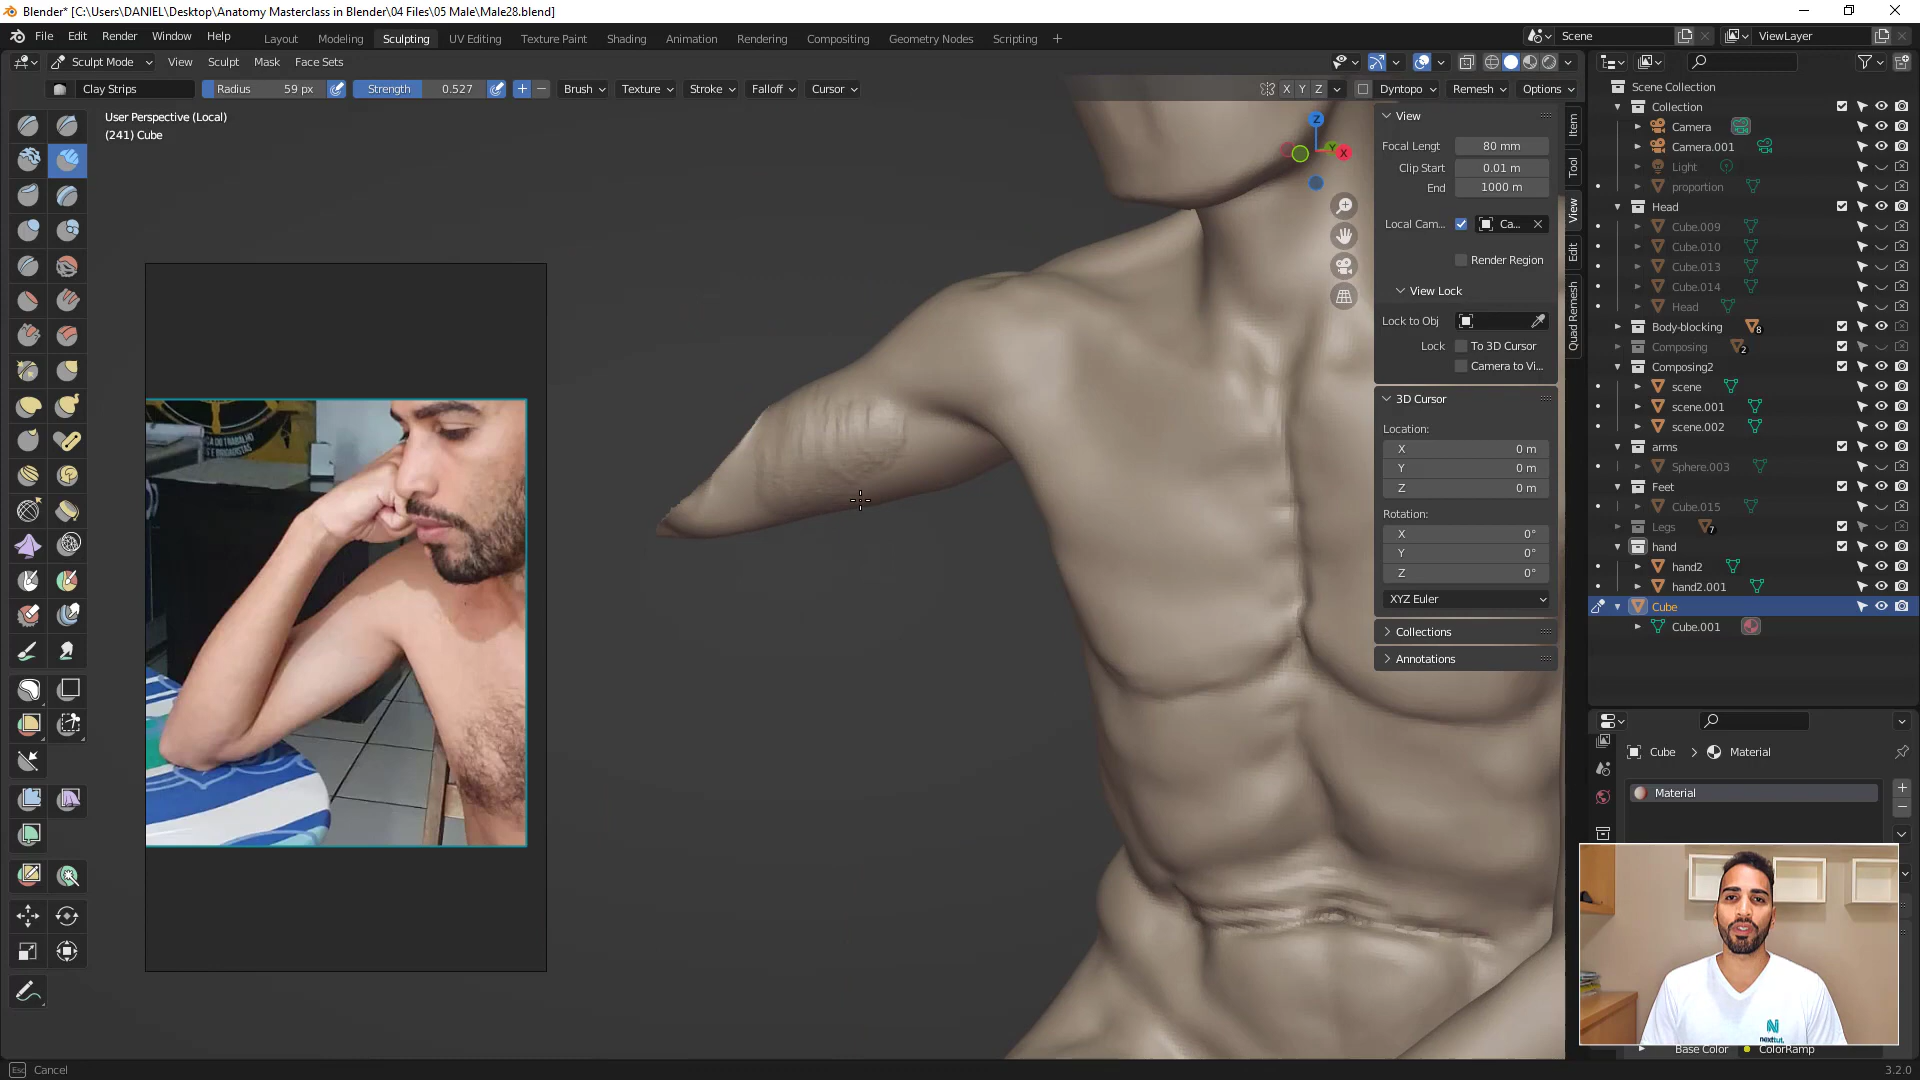 Blender* [C:\Users\DANIEL\Desktop\Anatomy Masterclass in Blender\04 Files\05 Male\Male28.blend]
File Edit Render Window Help Layout Modeling Sculpting UV Editing Texture Paint Shading Animation Rendering Compositing Geometry Nodes Scripting + Scene ViewLayer
Sculpt Mode View Sculpt Mask Face Sets
Clay Strips Radius 59 px Strength 0.527 + − Brush Texture Stroke Falloff Cursor X Y Z Dyntopo Remesh Options
User Perspective (Local)
(241) Cube
Z
Y
X
View
Focal Lengt 80 mm
Clip Start 0.01 m
End 1000 m
Local Cam... Ca...
Render Region
View Lock
Lock to Obj
Lock To 3D Cursor
Camera to Vi...
3D Cursor
Location:
X 0 m
Y 0 m
Z 0 m
Rotation:
X 0°
Y 0°
Z 0°
XYZ Euler
Collections
Annotations
Item
Tool
View
Edit
Quad Remesh
Scene Collection
Collection
Camera
Camera.001
Light
proportion
Head
Cube.009
Cube.010
Cube.013
Cube.014
Head
Body-blocking 8
Composing 2
Composing2
scene
scene.001
scene.002
arms
Sphere.003
Feet
Cube.015
Legs 7
hand
hand2
hand2.001
Cube
Cube.001
Cube > Material
Material
Base Color ColorRamp
nexttut
Esc Cancel
3.2.0